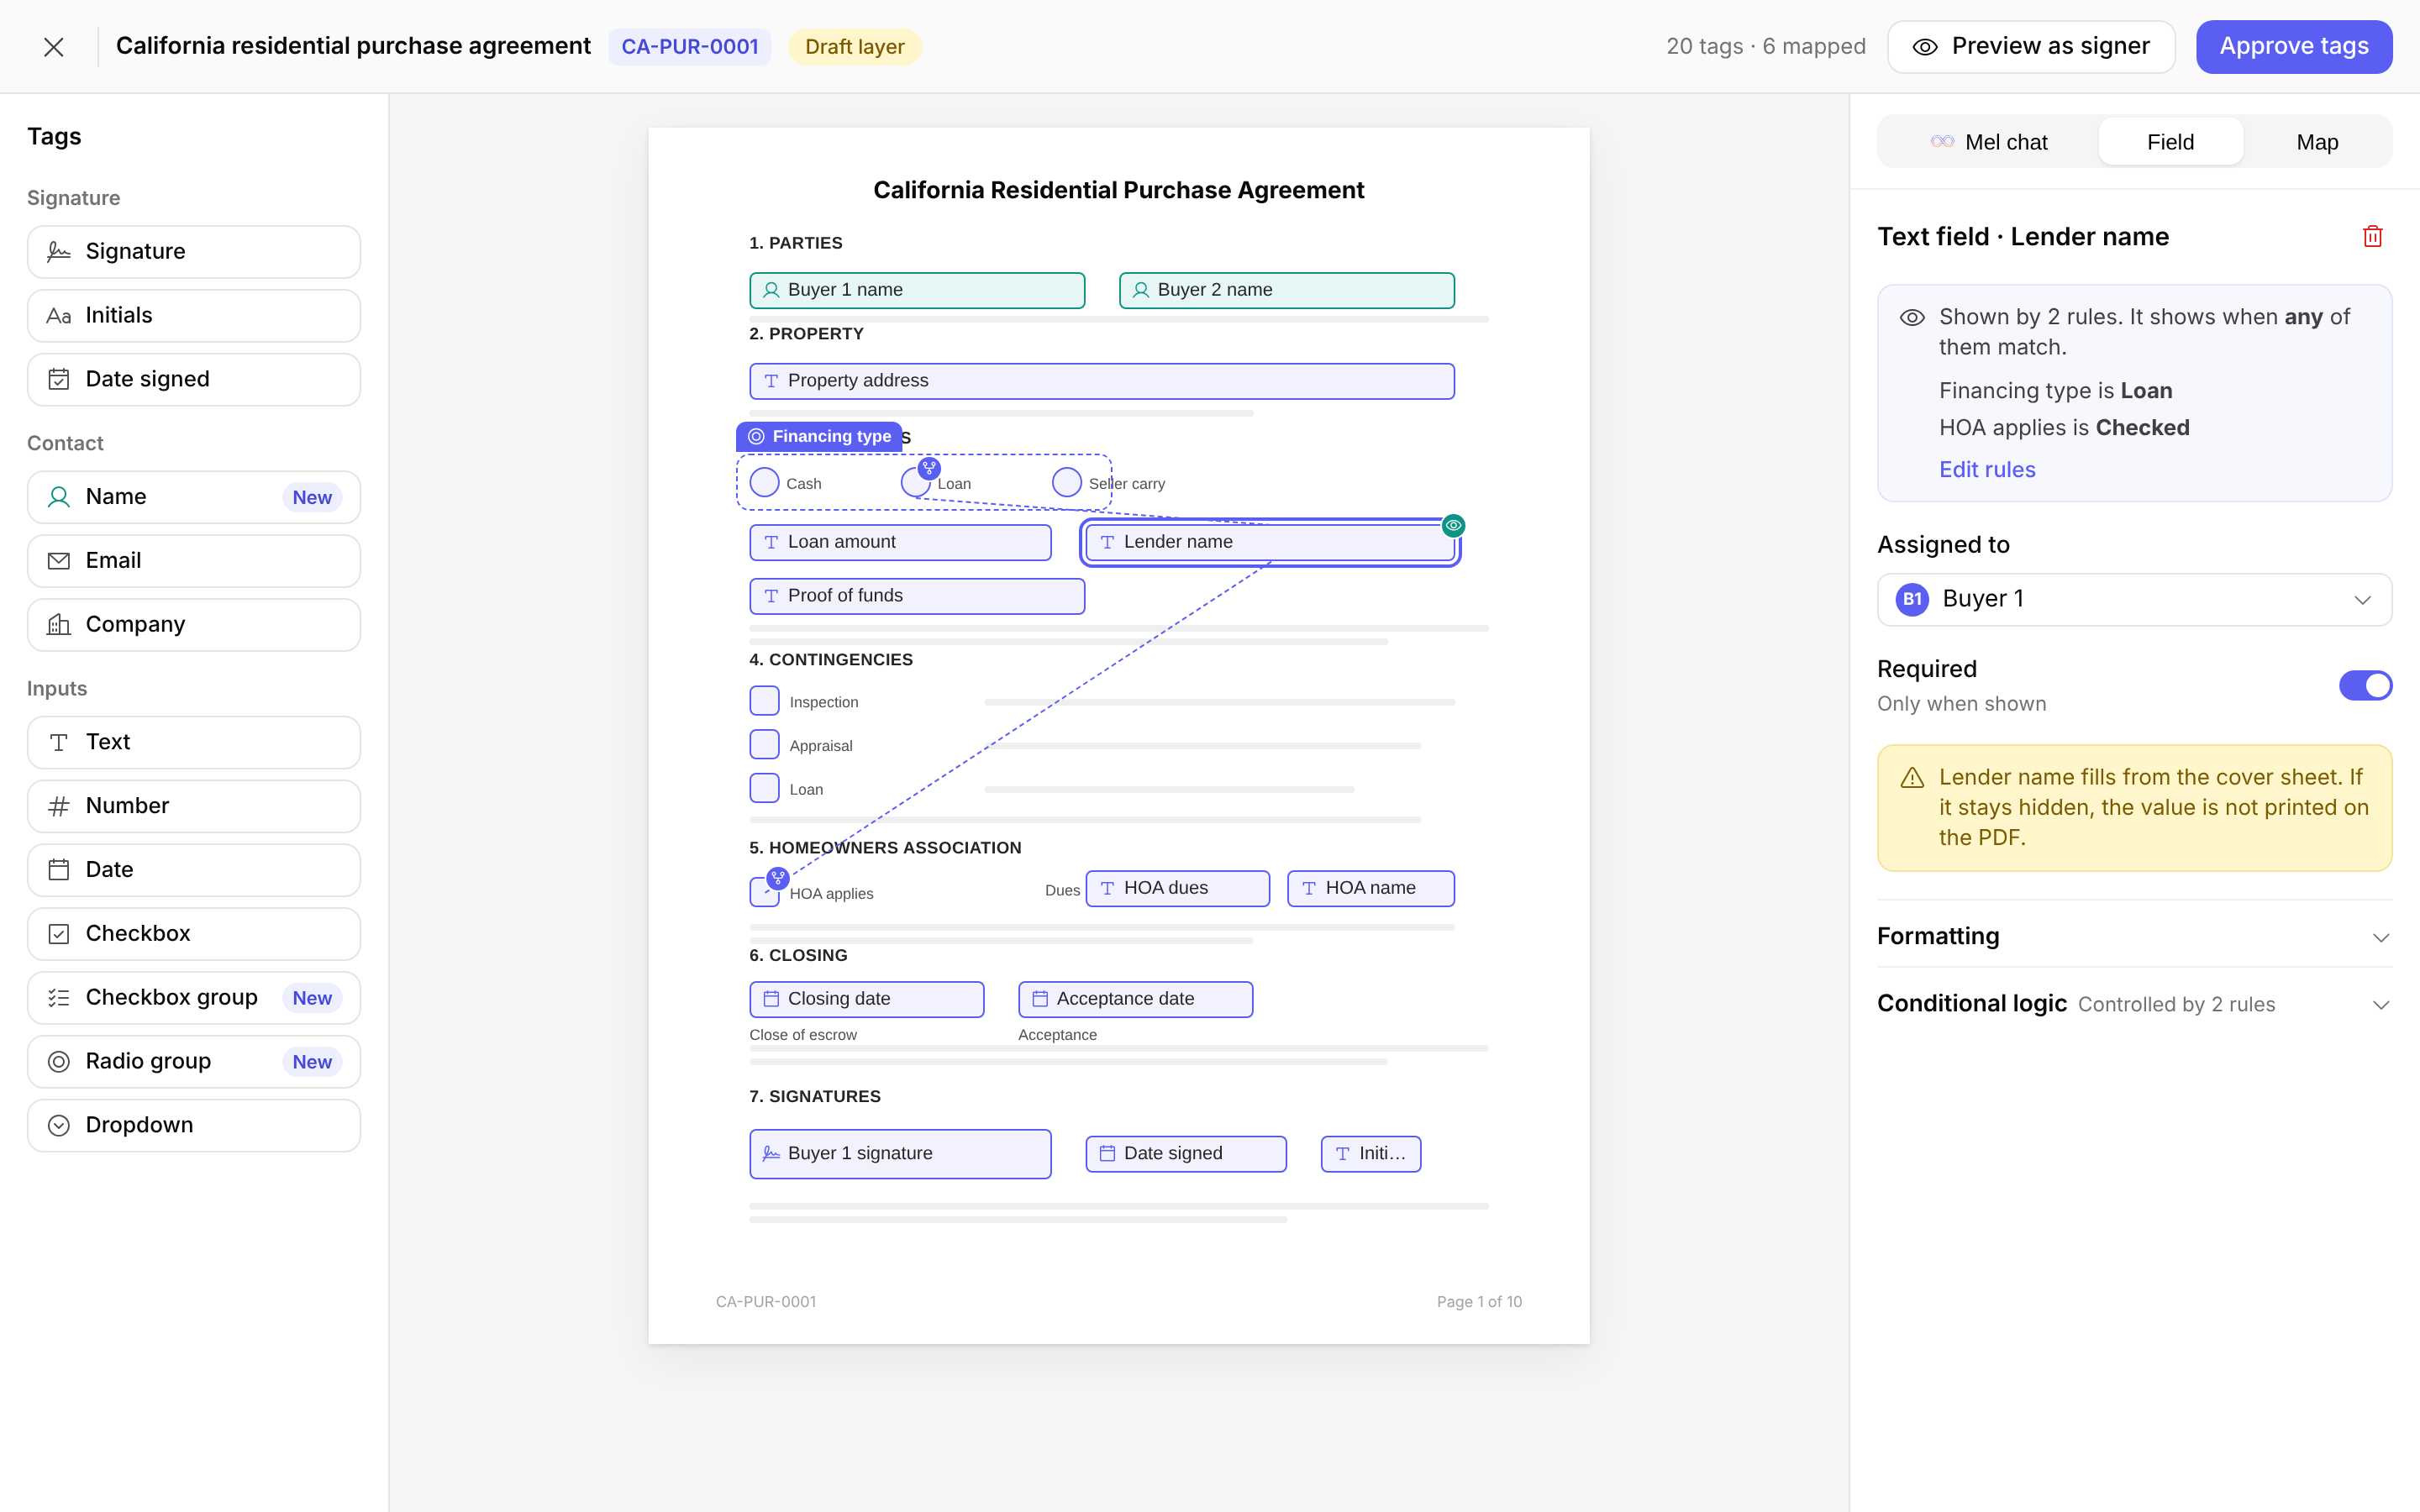 California residential purchase agreement
CA-PUR-0001
Draft layer
20 tags · 6 mapped
Preview as signer
Approve tags
Tags
Signature
Signature
Initials
Date signed
Contact
Name New
Email
Company
Inputs
Text
Number
Date
Checkbox
Checkbox group New
Radio group New
Dropdown
California Residential Purchase Agreement
1. PARTIES
Buyer 1 name
Buyer 2 name
2. PROPERTY
Property address
Financing type
S
Cash
Loan
Seller carry
Loan amount
Lender name
Proof of funds
4. CONTINGENCIES
Inspection
Appraisal
Loan
5. HOMEOWNERS ASSOCIATION
HOA applies
Dues
HOA dues
HOA name
6. CLOSING
Closing date
Acceptance date
Close of escrow
Acceptance
7. SIGNATURES
Buyer 1 signature
Date signed
Initi...
CA-PUR-0001
Page 1 of 10
Mel chat
Field
Map
Text field · Lender name
Shown by 2 rules. It shows when any of
them match.
Financing type is Loan
HOA applies is Checked
Edit rules
Assigned to
B1 Buyer 1
Required
Only when shown
Lender name fills from the cover sheet. If
it stays hidden, the value is not printed on
the PDF.
Formatting
Conditional logic Controlled by 2 rules